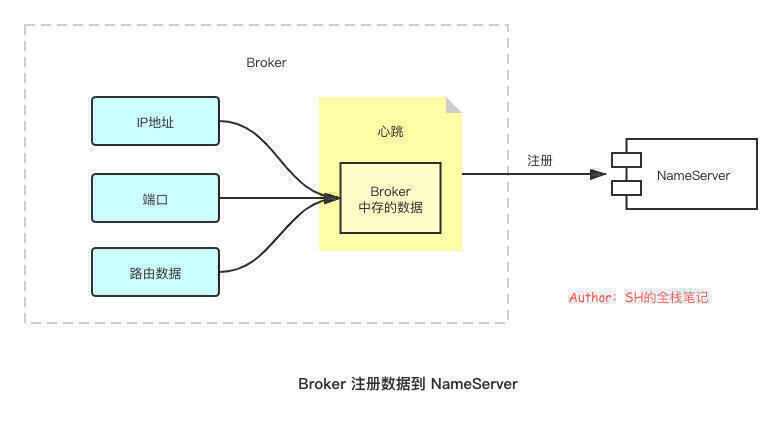 Broker
IP地址
端口
路由数据
心跳
Broker
中存的数据
注册
NameServer
Author：SH的全栈笔记
Broker 注册数据到 NameServer